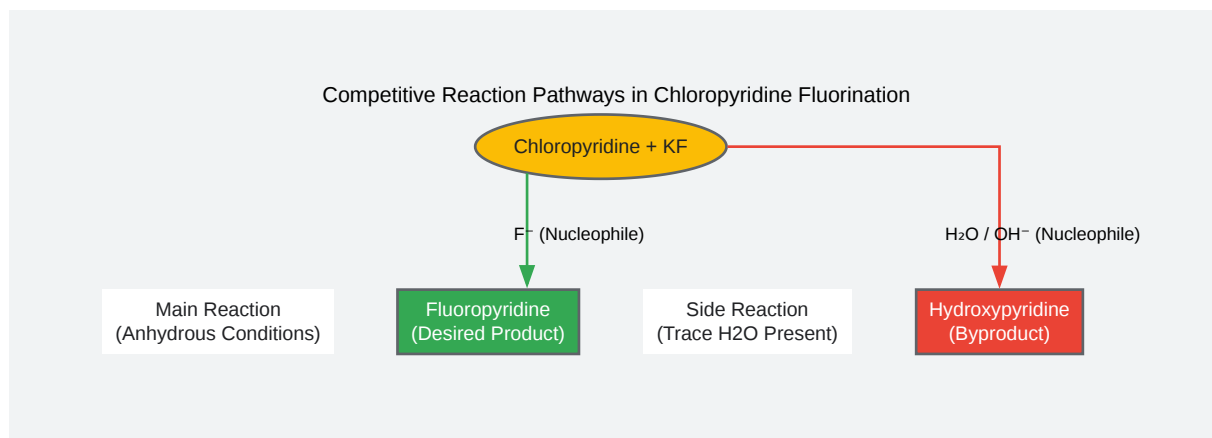 Competitive Reaction Pathways in Chloropyridine Fluorination
Chloropyridine + KF
F⁻ (Nucleophile)
H₂O / OH⁻ (Nucleophile)
Main Reaction
(Anhydrous Conditions)
Fluoropyridine
(Desired Product)
Side Reaction
(Trace H2O Present)
Hydroxypyridine
(Byproduct)